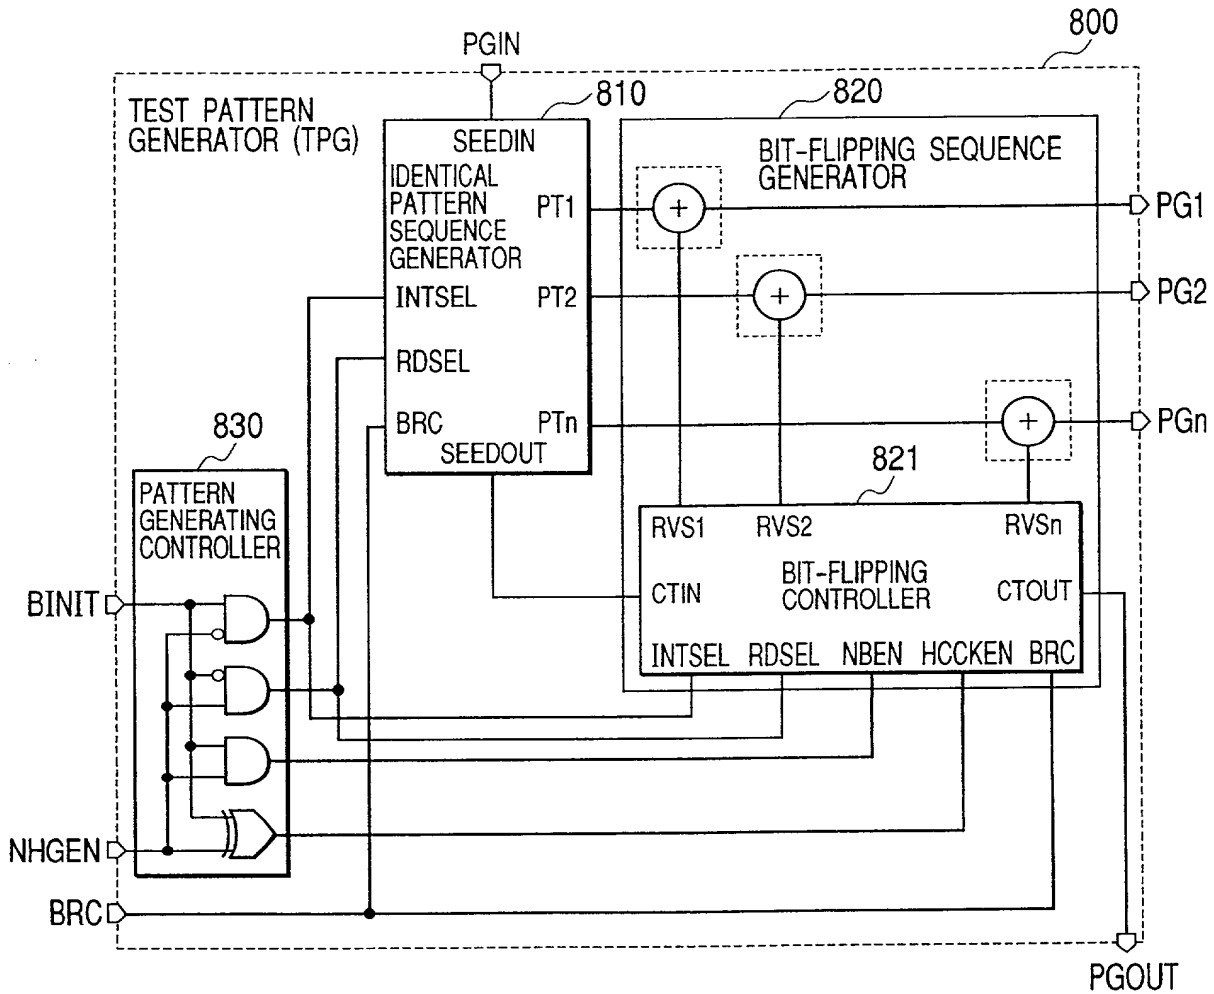 800
PGIN
TEST PATTERN
GENERATOR (TPG)
810
820
SEEDIN
IDENTICAL
PATTERN
SEQUENCE
GENERATOR
PT1
INTSEL
PT2
RDSEL
BRC
PTn
SEEDOUT
BIT-FLIPPING SEQUENCE
GENERATOR
+
PG1
+
PG2
+
PGn
830
PATTERN
GENERATING
CONTROLLER
821
RVS1
RVS2
RVSn
CTIN
BIT-FLIPPING
CONTROLLER
CTOUT
INTSEL
RDSEL
NBEN
HCCKEN
BRC
BINIT
NHGEN
BRC
PGOUT